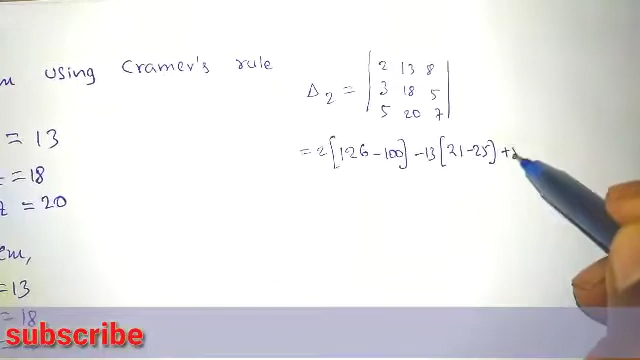 m using Cramer's rule
Δ2 = | 2 13 8 |
| 3 18 5 |
| 5 20 7 |
= 2[126 - 100] - 13[21 - 25] +
= 13
= 18
z = 20
em,
= 13
= 18
subscribe